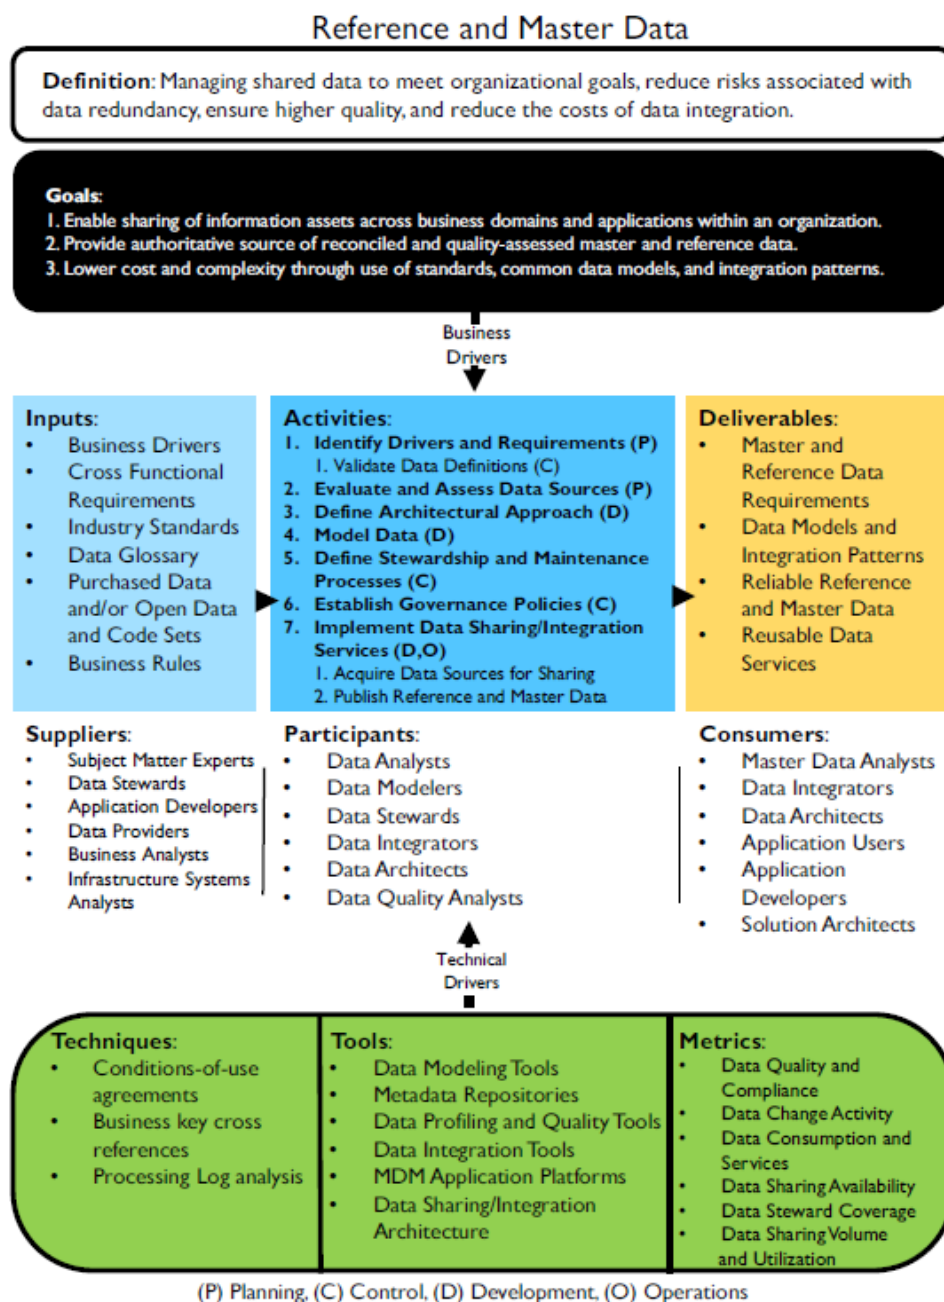 Reference and Master Data
Definition: Managing shared data to meet organizational goals, reduce risks associated with
data redundancy, ensure higher quality, and reduce the costs of data integration.
Goals:
1. Enable sharing of information assets across business domains and applications within an organization.
2. Provide authoritative source of reconciled and quality-assessed master and reference data.
3. Lower cost and complexity through use of standards, common data models, and integration patterns.
Business
Drivers
Inputs:
• Business Drivers
• Cross Functional
Requirements
• Industry Standards
• Data Glossary
• Purchased Data
and/or Open Data
and Code Sets
• Business Rules
Activities:
1. Identify Drivers and Requirements (P)
1. Validate Data Definitions (C)
2. Evaluate and Assess Data Sources (P)
3. Define Architectural Approach (D)
4. Model Data (D)
5. Define Stewardship and Maintenance
Processes (C)
6. Establish Governance Policies (C)
7. Implement Data Sharing/Integration
Services (D,O)
1. Acquire Data Sources for Sharing
2. Publish Reference and Master Data
Deliverables:
• Master and
Reference Data
Requirements
• Data Models and
Integration Patterns
• Reliable Reference
and Master Data
• Reusable Data
Services
Suppliers:
• Subject Matter Experts
• Data Stewards
• Application Developers
• Data Providers
• Business Analysts
• Infrastructure Systems
Analysts
Participants:
• Data Analysts
• Data Modelers
• Data Stewards
• Data Integrators
• Data Architects
• Data Quality Analysts
Consumers:
• Master Data Analysts
• Data Integrators
• Data Architects
• Application Users
• Application
Developers
• Solution Architects
Technical
Drivers
Techniques:
• Conditions-of-use
agreements
• Business key cross
references
• Processing Log analysis
Tools:
• Data Modeling Tools
• Metadata Repositories
• Data Profiling and Quality Tools
• Data Integration Tools
• MDM Application Platforms
• Data Sharing/Integration
Architecture
Metrics:
• Data Quality and
Compliance
• Data Change Activity
• Data Consumption and
Services
• Data Sharing Availability
• Data Steward Coverage
• Data Sharing Volume
and Utilization
(P) Planning, (C) Control, (D) Development, (O) Operations